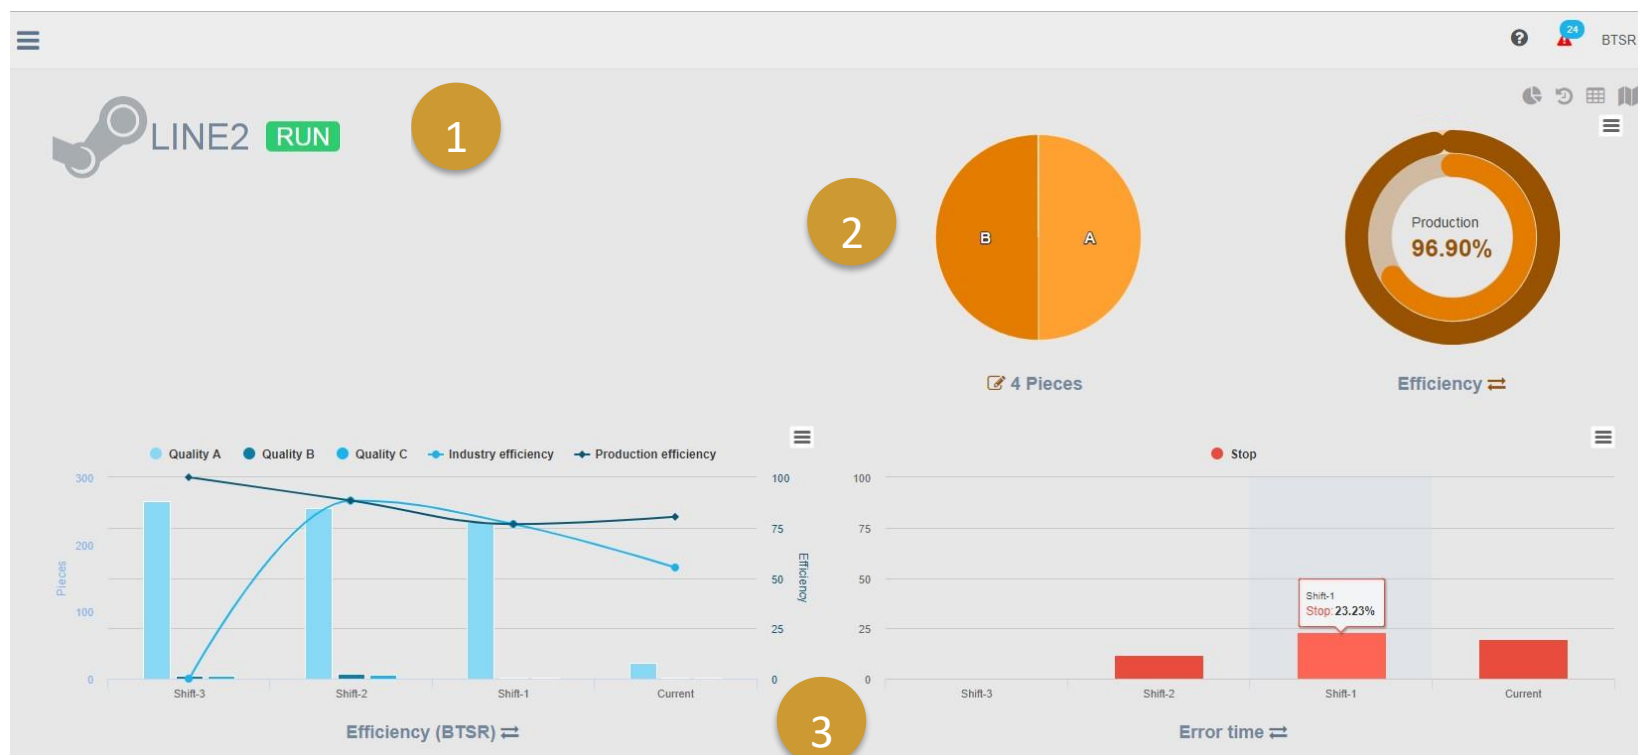 24
BTSR
LINE2 RUN
1
2
B
A
Production
96.90%
4 Pieces
Efficiency
Quality A Quality B Quality C Industry efficiency Production efficiency
300
200
100
0
Pieces
100
75
50
25
0
Efficiency
Shift-3 Shift-2 Shift-1 Current
Efficiency (BTSR)
3
Stop
100
75
50
25
0
Shift-1
Stop: 23.23%
Shift-3 Shift-2 Shift-1 Current
Error time